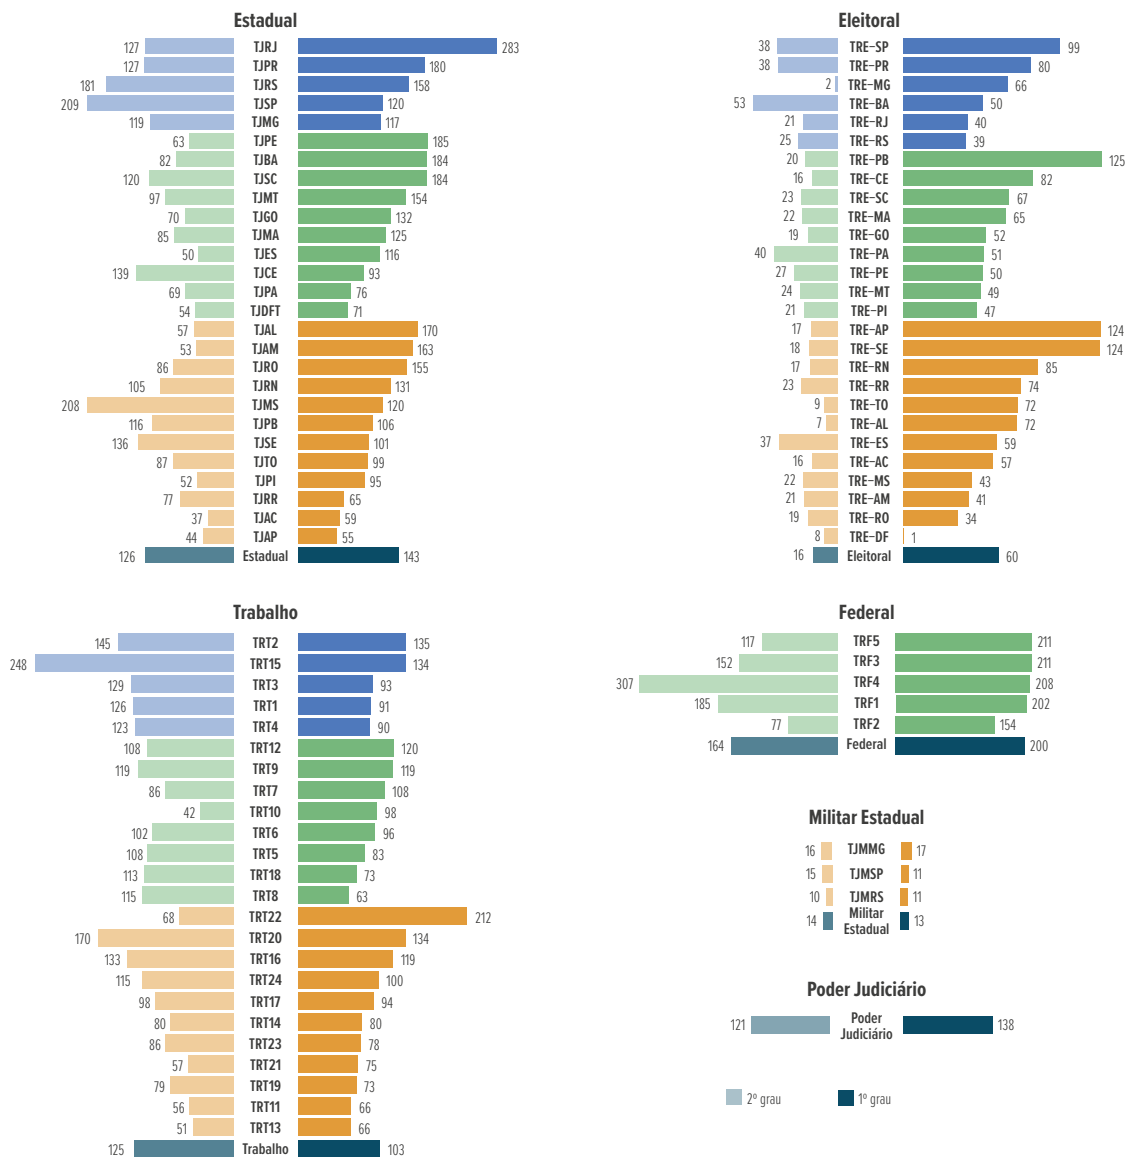 Estadual
127 TJRJ 283
127 TJPR 180
181 TJRS 158
209 TJSP 120
119 TJMG 117
63 TJPE 185
82 TJBA 184
120 TJSC 184
97 TJMT 154
70 TJGO 132
85 TJMA 125
50 TJES 116
139 TJCE 93
69 TJPA 76
54 TJDFT 71
57 TJAL 170
53 TJAM 163
86 TJRO 155
105 TJRN 131
208 TJMS 120
116 TJPB 106
136 TJSE 101
87 TJTO 99
52 TJPI 95
77 TJRR 65
37 TJAC 59
44 TJAP 55
126 Estadual 143
Eleitoral
38 TRE-SP 99
38 TRE-PR 80
2 TRE-MG 66
53 TRE-BA 50
21 TRE-RJ 40
25 TRE-RS 39
20 TRE-PB 125
16 TRE-CE 82
23 TRE-SC 67
22 TRE-MA 65
19 TRE-GO 52
40 TRE-PA 51
27 TRE-PE 50
24 TRE-MT 49
21 TRE-PI 47
17 TRE-AP 124
18 TRE-SE 124
17 TRE-RN 85
23 TRE-RR 74
9 TRE-TO 72
7 TRE-AL 72
37 TRE-ES 59
16 TRE-AC 57
22 TRE-MS 43
21 TRE-AM 41
19 TRE-RO 34
8 TRE-DF 1
16 Eleitoral 60
Trabalho
145 TRT2 135
248 TRT15 134
129 TRT3 93
126 TRT1 91
123 TRT4 90
108 TRT12 120
119 TRT9 119
86 TRT7 108
42 TRT10 98
102 TRT6 96
108 TRT5 83
113 TRT18 73
115 TRT8 63
68 TRT22 212
170 TRT20 134
133 TRT16 119
115 TRT24 100
98 TRT17 94
80 TRT14 80
86 TRT23 78
57 TRT21 75
79 TRT19 73
56 TRT11 66
51 TRT13 66
125 Trabalho 103
Federal
117 TRF5 211
152 TRF3 211
307 TRF4 208
185 TRF1 202
77 TRF2 154
164 Federal 200
Militar Estadual
16 TJMMG 17
15 TJMSP 11
10 TJMRS 11
14 Militar 13
Estadual
Poder Judiciário
121 Poder 138
Judiciário
2º grau 1º grau